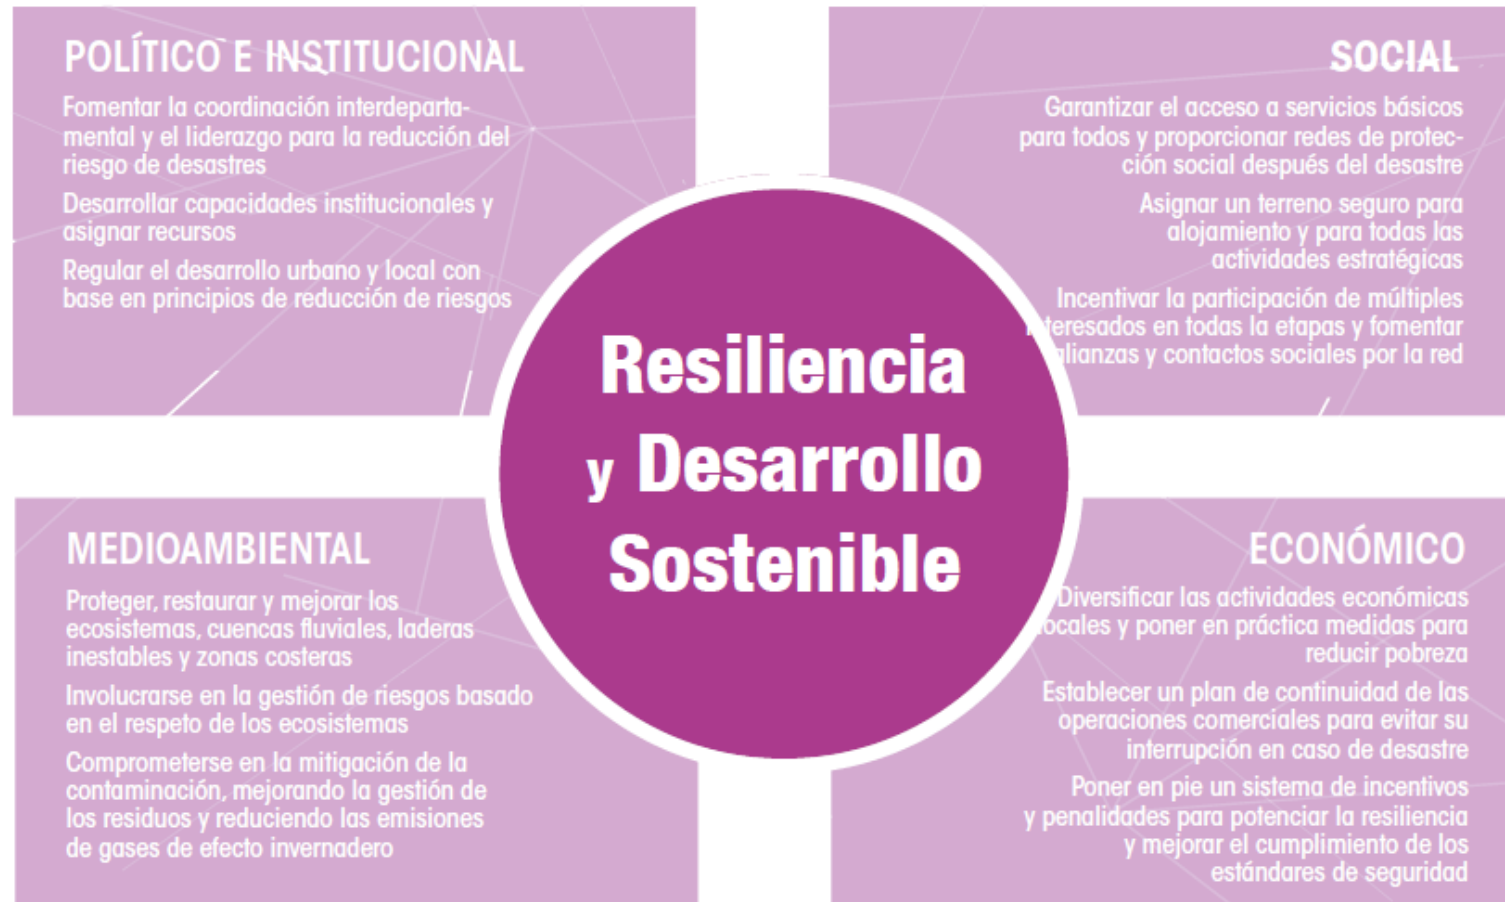 POLÍTICO E INSTITUCIONAL
Fomentar la coordinación interdeparta-
mental y el liderazgo para la reducción del
riesgo de desastres
Desarrollar capacidades institucionales y
asignar recursos
Regular el desarrollo urbano y local con
base en principios de reducción de riesgos
SOCIAL
Garantizar el acceso a servicios básicos
para todos y proporcionar redes de protec-
ción social después del desastre
Asignar un terreno seguro para
alojamiento y para todas las
actividades estratégicas
Incentivar la participación de múltiples
interesados en todas la etapas y fomentar
alianzas y contactos sociales por la red
Resiliencia
y Desarrollo
Sostenible
MEDIOAMBIENTAL
Proteger, restaurar y mejorar los
ecosistemas, cuencas fluviales, laderas
inestables y zonas costeras
Involucrarse en la gestión de riesgos basado
en el respeto de los ecosistemas
Comprometerse en la mitigación de la
contaminación, mejorando la gestión de
los residuos y reduciendo las emisiones
de gases de efecto invernadero
ECONÓMICO
Diversificar las actividades económicas
locales y poner en práctica medidas para
reducir pobreza
Establecer un plan de continuidad de las
operaciones comerciales para evitar su
interrupción en caso de desastre
Poner en pie un sistema de incentivos
y penalidades para potenciar la resiliencia
y mejorar el cumplimiento de los
estándares de seguridad